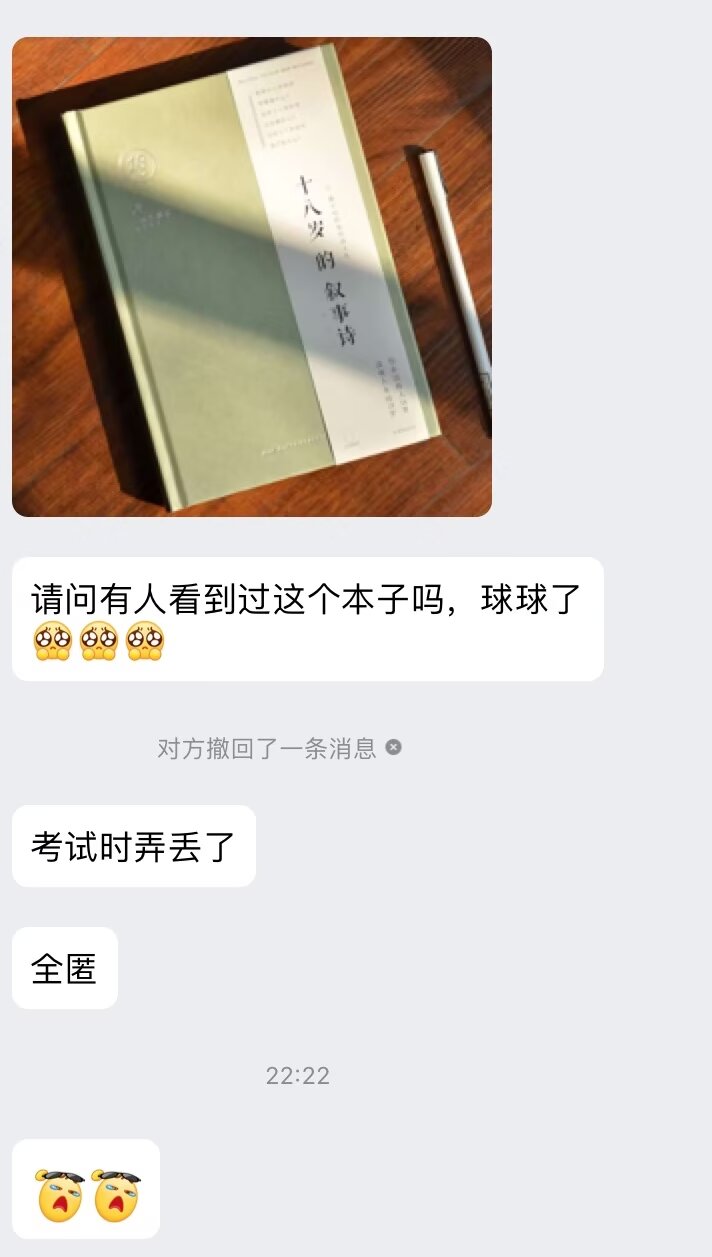 十八岁的叙事诗
请问有人看到过这个本子吗，球球了
对方撤回了一条消息
考试时弄丢了
全匿
22:22